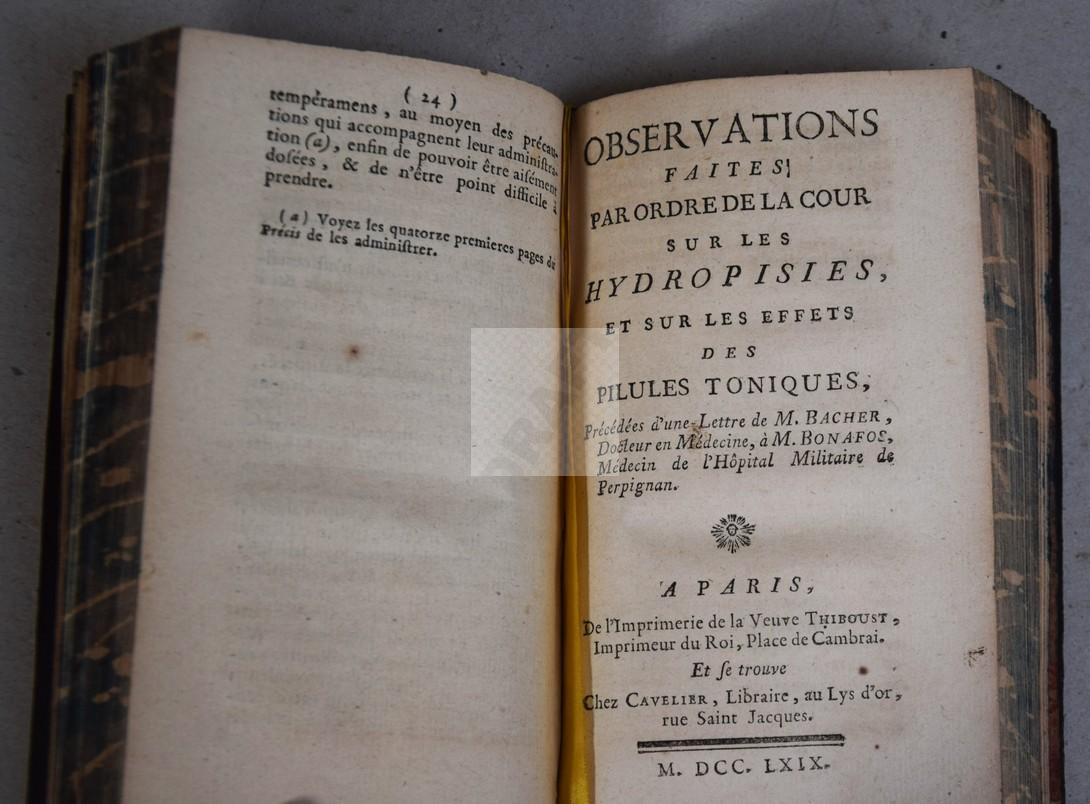 ( 24 )
tempéramens , au moyen des précau-
tions qui accompagnent leur administra-
tion (a), enfin de pouvoir être aisément
dosées , & de n'être point difficile à
prendre.
(a) Voyez les quatorze premieres pages du
Précis de les administrer.
OBSERVATIONS
FAITES
PAR ORDRE DE LA COUR
SUR LES
HYDROPISIES,
ET SUR LES EFFETS
DES
PILULES TONIQUES,
Précédées d'une Lettre de M. BACHER,
Docteur en Médecine, à M. BONAFOS,
Médecin de l'Hôpital Militaire de
Perpignan.
A PARIS,
De l'Imprimerie de la Veuve THIBOUST,
Imprimeur du Roi, Place de Cambrai.
Et se trouve
Chez CAVELIER, Libraire, au Lys d'or,
rue Saint Jacques.
M. DCC. LXIX.